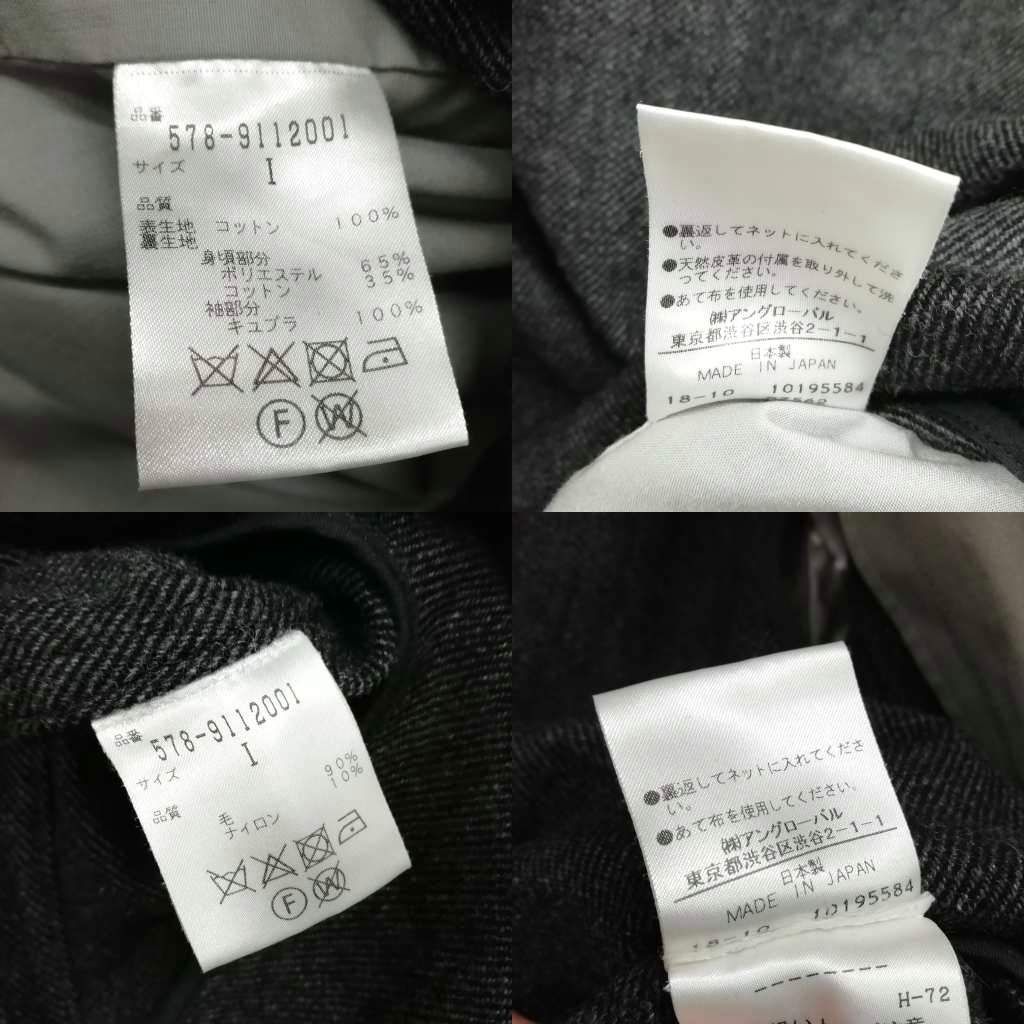 品番
578-9112001
サイズ
I
品質
表生地 コットン 100%
裏生地
身頃部分
ポリエステル 65%
コットン 35%
袖部分
キュプラ 100%
F
W
●裏返してネットに入れてくださ
い。
●天然皮革の付属を取り外して洗
ってください。
●あて布を使用してください。
㈱アングローバル
東京都渋谷区渋谷2-1-1
日本製
MADE IN JAPAN
18-10 10195584
品番
578-9112001
サイズ
I
品質
毛 90%
ナイロン 10%
F
W
●裏返してネットに入れてくださ
い。
●あて布を使用してください。
㈱アングローバル
東京都渋谷区渋谷2-1-1
日本製
MADE IN JAPAN
18-10 10195584
--------
H-72